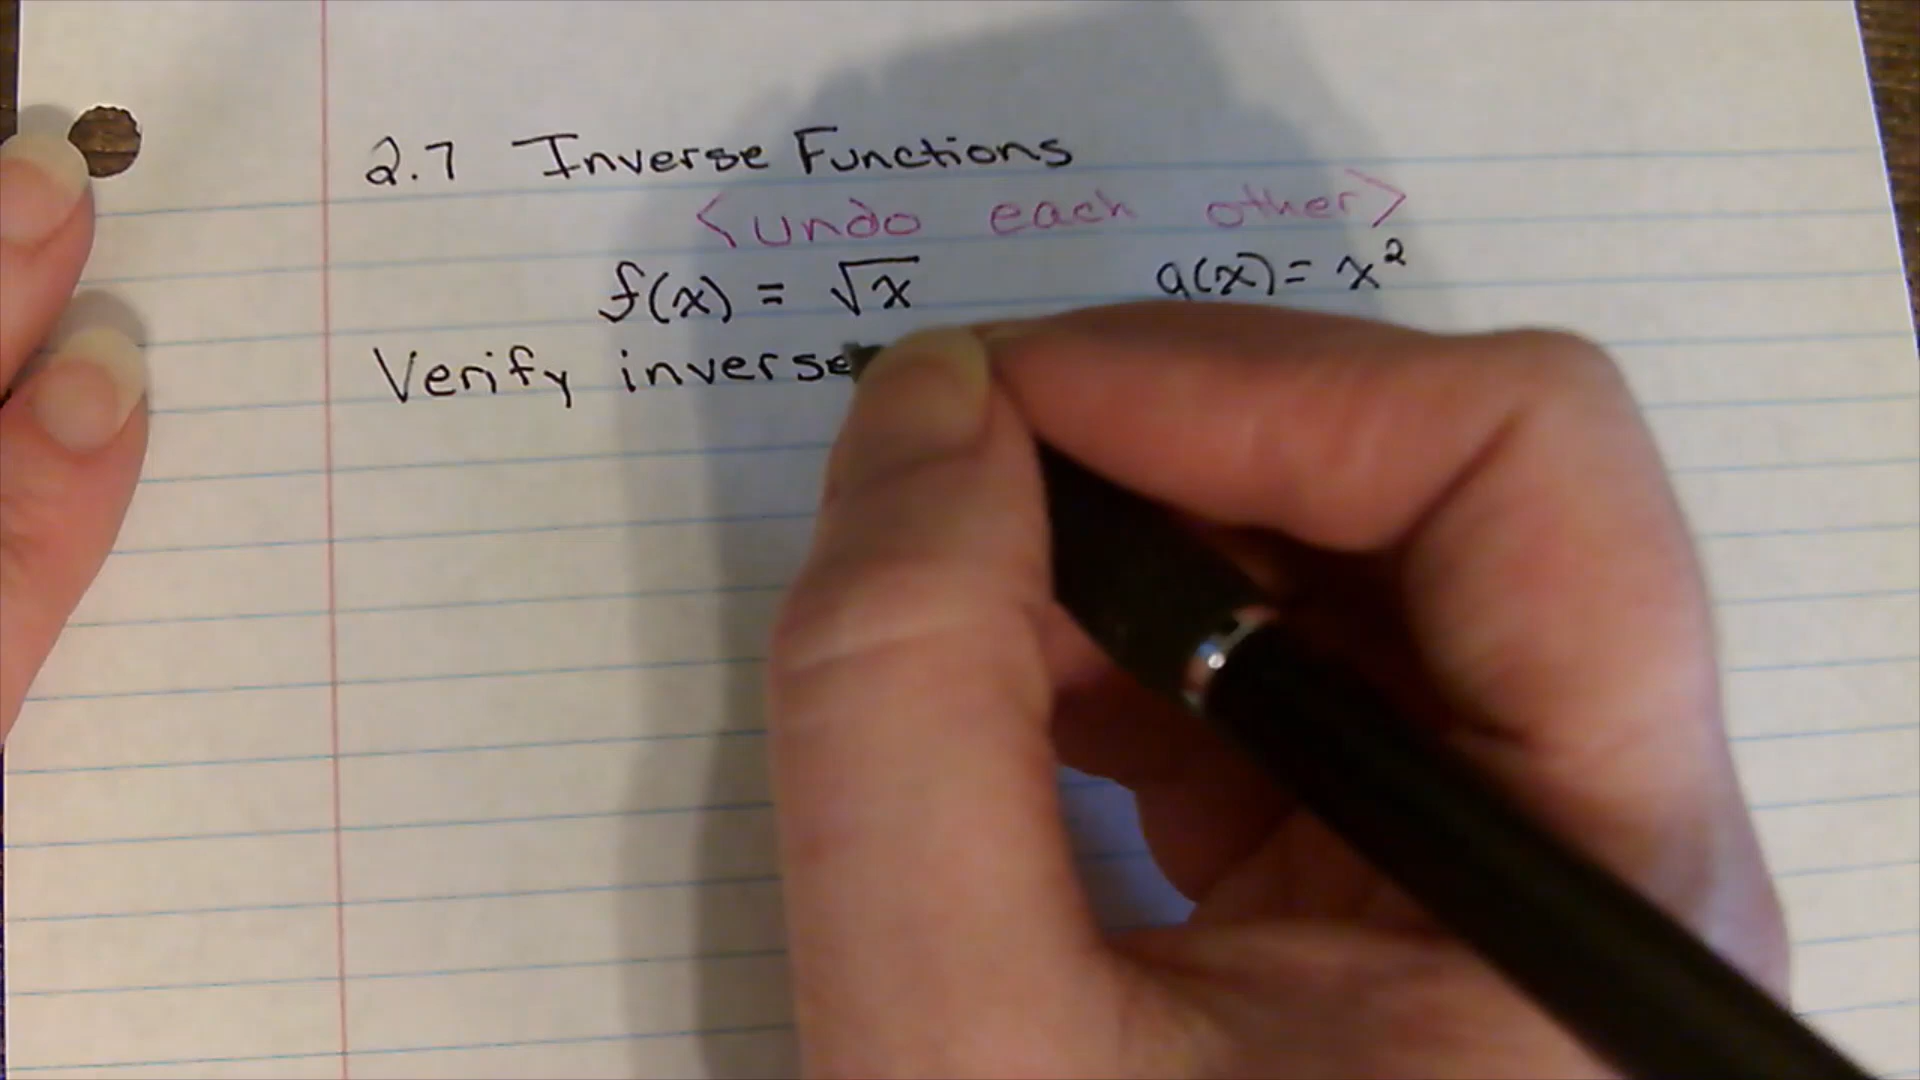 2.7 Inverse Functions
<undo each other>
f(x) = √x g(x) = x²
Verify inverse